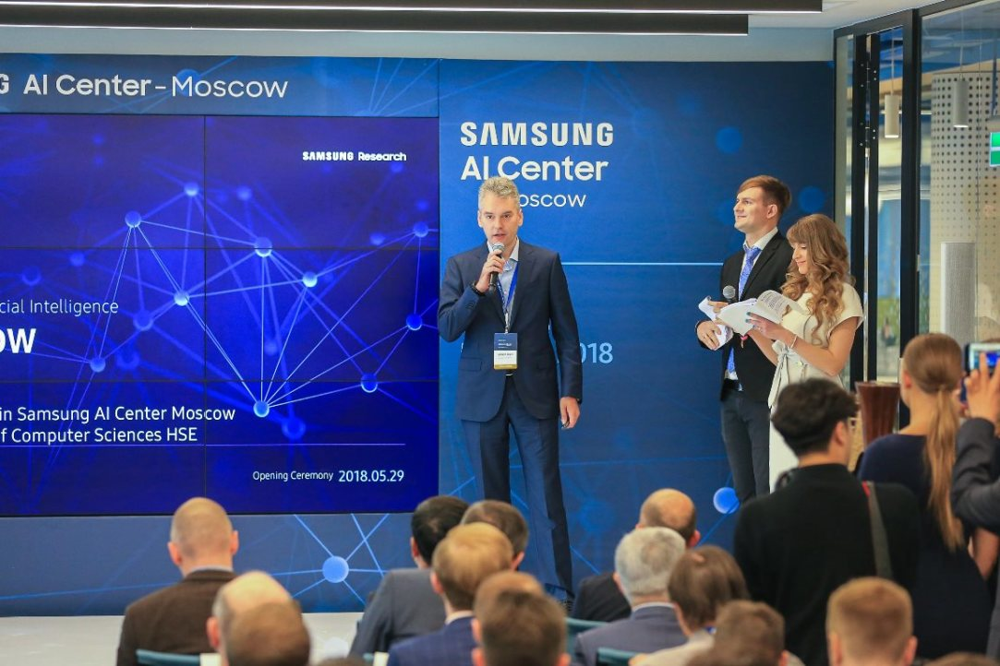 G AI Center - Moscow
SAMSUNG Research
SAMSUNG
AI Center
oscow
cial Intelligence
ow
in Samsung AI Center Moscow
f Computer Sciences HSE
018
Opening Ceremony 2018.05.29